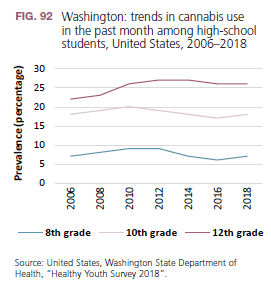 FIG. 92 Washington: trends in cannabis use
in the past month among high-school
students, United States, 2006–2018
Prevalence (percentage)
30
25
20
15
10
5
0
2006 2008 2010 2012 2014 2016 2018
8th grade 10th grade 12th grade
Source: United States, Washington State Department of
Health, “Healthy Youth Survey 2018”.